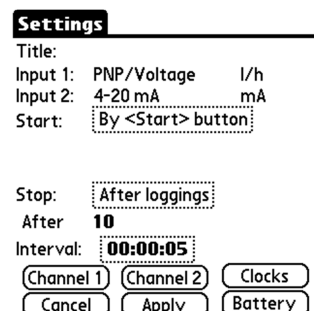 Settings
Title:
Input 1: PNP/Voltage l/h
Input 2: 4-20 mA mA
Start: By <Start> button
Stop: After loggings
After 10
Interval: 00:00:05
Channel 1 Channel 2 Clocks
Cancel Apply Battery